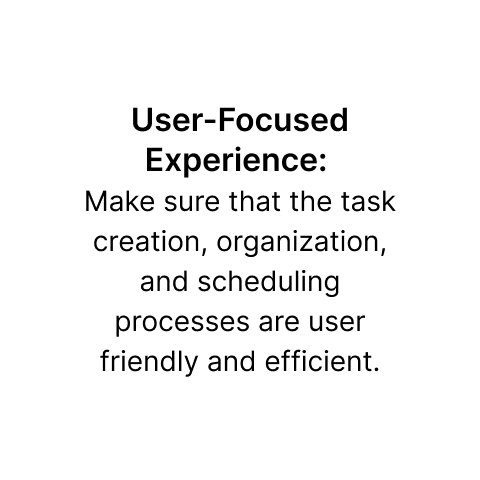 User-Focused
Experience:
Make sure that the task
creation, organization,
and scheduling
processes are user
friendly and efficient.